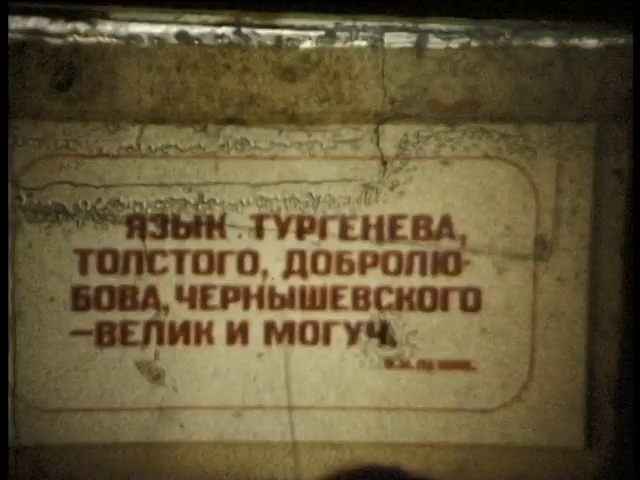 ЯЗЫК ТУРГЕНЕВА,
ТОЛСТОГО, ДОБРОЛЮ-
БОВА, ЧЕРНЫШЕВСКОГО
–ВЕЛИК И МОГУЧ.